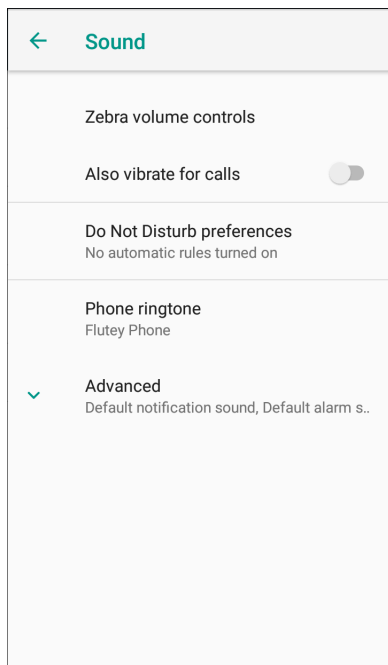 Sound
Zebra volume controls
Also vibrate for calls
Do Not Disturb preferences
No automatic rules turned on
Phone ringtone
Flutey Phone
Advanced
Default notification sound, Default alarm s..